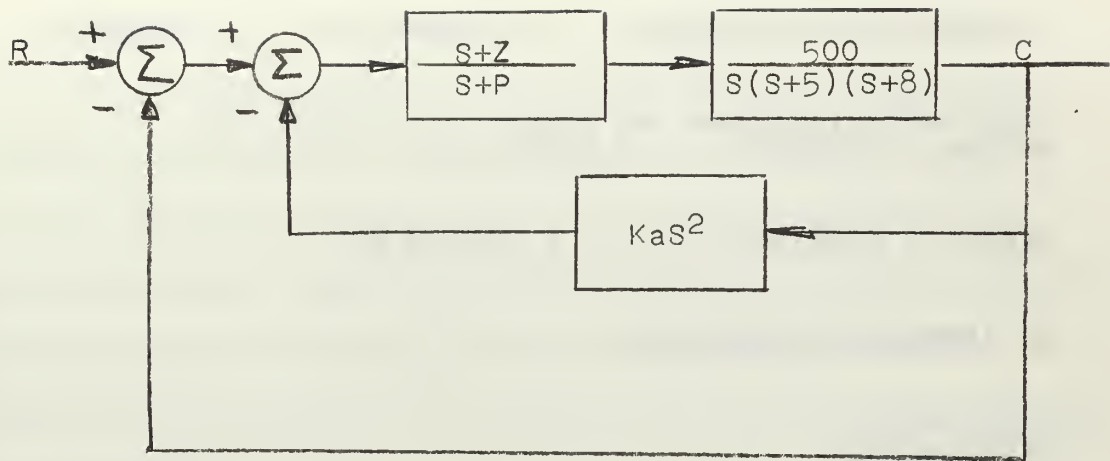 R + Σ - + Σ - S+Z
S+P 500
S(S+5)(S+8) C
KaS²